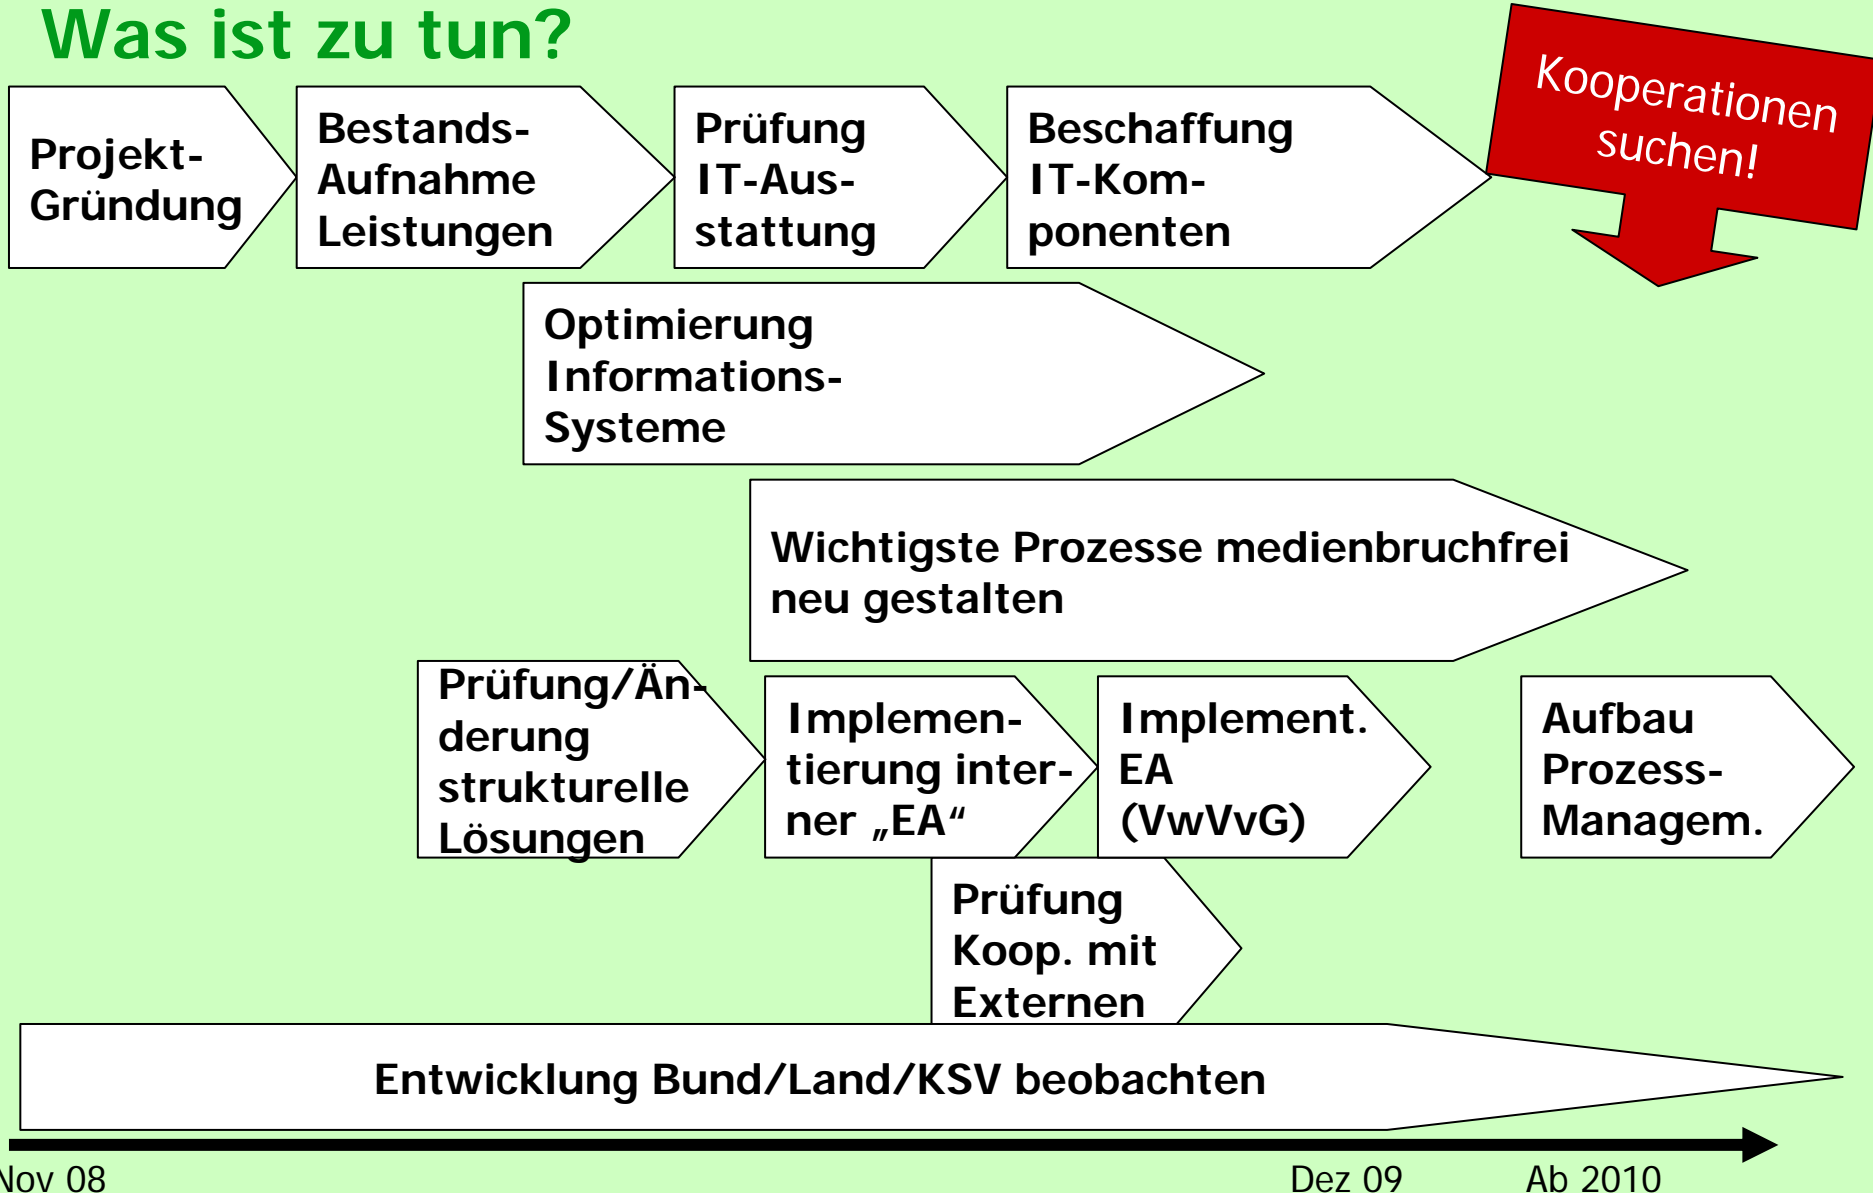 Was ist zu tun?
Kooperationen
suchen!
Projekt-
Gründung
Bestands-
Aufnahme
Leistungen
Prüfung
IT-Aus-
stattung
Beschaffung
IT-Kom-
ponenten
Optimierung
Informations-
Systeme
Wichtigste Prozesse medienbruchfrei
neu gestalten
Prüfung/Än-
derung
strukturelle
Lösungen
Implemen-
tierung inter-
ner „EA“
Implement.
EA
(VwVvG)
Aufbau
Prozess-
Managem.
Prüfung
Koop. mit
Externen
Entwicklung Bund/Land/KSV beobachten
Nov 08
Dez 09
Ab 2010